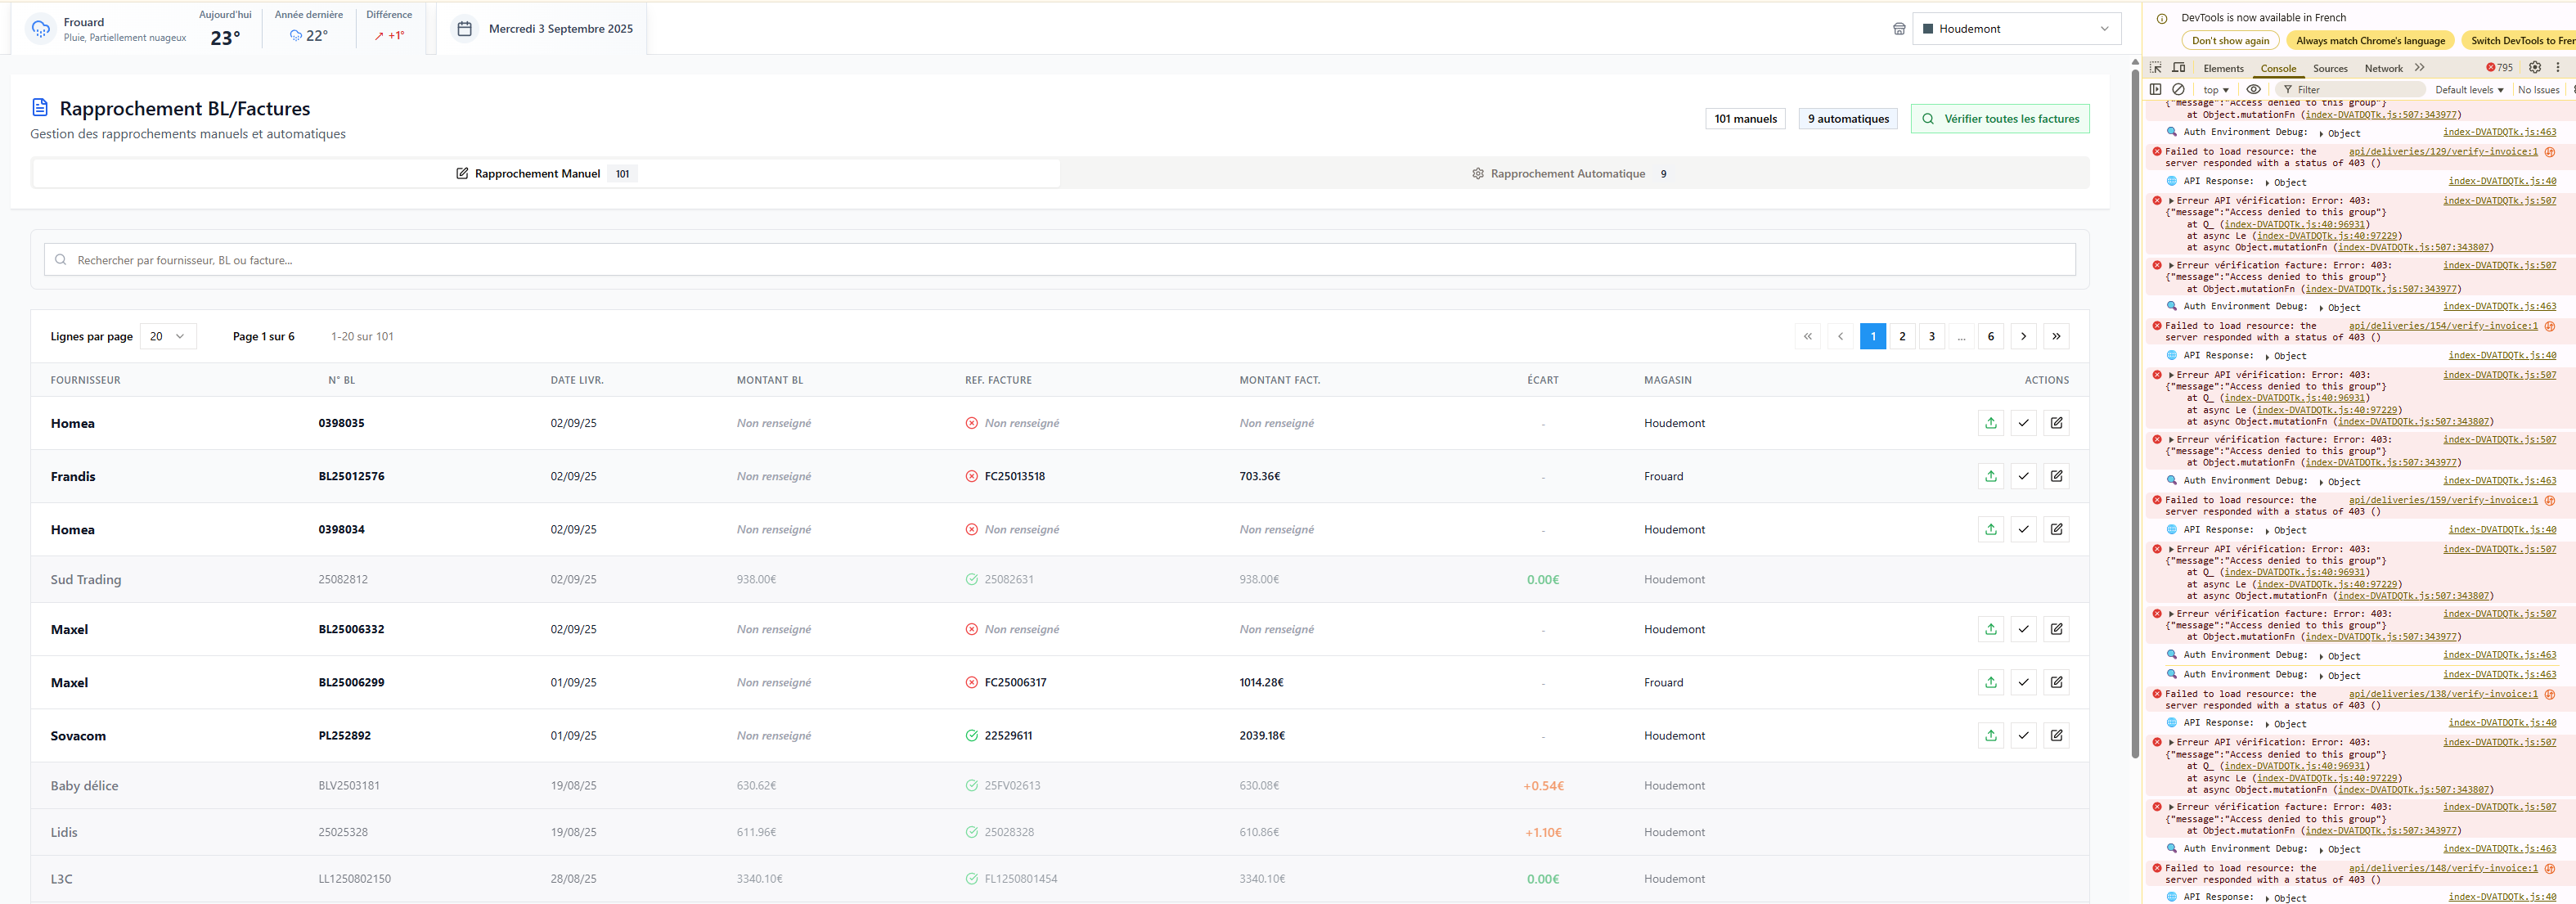 Frouard
Pluie, Partiellement nuageux
Aujourd'hui
23°
Année dernière
22°
Différence
↗ +1°
Mercredi 3 Septembre 2025
Houdemont
Rapprochement BL/Factures
Gestion des rapprochements manuels et automatiques
101 manuels
9 automatiques
Vérifier toutes les factures
Rapprochement Manuel 101
Rapprochement Automatique 9
Rechercher par fournisseur, BL ou facture...
Lignes par page 20 Page 1 sur 6 1-20 sur 101
« ‹ 1 2 3 ... 6 › »
FOURNISSEUR N° BL DATE LIVR. MONTANT BL REF. FACTURE MONTANT FACT. ÉCART MAGASIN ACTIONS
Homea 0398035 02/09/25 Non renseigné Non renseigné Non renseigné - Houdemont
Frandis BL25012576 02/09/25 Non renseigné FC25013518 703.36€ - Frouard
Homea 0398034 02/09/25 Non renseigné Non renseigné Non renseigné - Houdemont
Sud Trading 25082812 02/09/25 938.00€ 25082631 938.00€ 0.00€ Houdemont
Maxel BL25006332 02/09/25 Non renseigné Non renseigné Non renseigné - Houdemont
Maxel BL25006299 01/09/25 Non renseigné FC25006317 1014.28€ - Frouard
Sovacom PL252892 01/09/25 Non renseigné 22529611 2039.18€ - Houdemont
Baby délice BLV2503181 19/08/25 630.62€ 25FV02613 630.08€ +0.54€ Houdemont
Lidis 25025328 19/08/25 611.96€ 25028328 610.86€ +1.10€ Houdemont
L3C LL1250802150 28/08/25 3340.10€ FL1250801454 3340.10€ 0.00€ Houdemont
DevTools is now available in French
Don't show again Always match Chrome's language Switch DevTools to Fren
Elements Console Sources Network 795
top Filter Default levels No Issues
{"message":"Access denied to this group"}
at Object.mutationFn (index-DVATDQTk.js:507:343977)
Auth Environment Debug: Object index-DVATDQTk.js:463
Failed to load resource: the api/deliveries/129/verify-invoice:1
server responded with a status of 403 ()
API Response: Object index-DVATDQTk.js:40
Erreur API vérification: Error: 403: index-DVATDQTk.js:507
{"message":"Access denied to this group"}
at Q_ (index-DVATDQTk.js:40:96931)
at async Le (index-DVATDQTk.js:40:97229)
at async Object.mutationFn (index-DVATDQTk.js:507:343807)
Erreur vérification facture: Error: 403: index-DVATDQTk.js:507
{"message":"Access denied to this group"}
at Object.mutationFn (index-DVATDQTk.js:507:343977)
Auth Environment Debug: Object index-DVATDQTk.js:463
Failed to load resource: the api/deliveries/154/verify-invoice:1
server responded with a status of 403 ()
API Response: Object index-DVATDQTk.js:40
Erreur API vérification: Error: 403: index-DVATDQTk.js:507
{"message":"Access denied to this group"}
at Q_ (index-DVATDQTk.js:40:96931)
at async Le (index-DVATDQTk.js:40:97229)
at async Object.mutationFn (index-DVATDQTk.js:507:343807)
Erreur vérification facture: Error: 403: index-DVATDQTk.js:507
{"message":"Access denied to this group"}
at Object.mutationFn (index-DVATDQTk.js:507:343977)
Auth Environment Debug: Object index-DVATDQTk.js:463
Failed to load resource: the api/deliveries/159/verify-invoice:1
server responded with a status of 403 ()
API Response: Object index-DVATDQTk.js:40
Erreur API vérification: Error: 403: index-DVATDQTk.js:507
{"message":"Access denied to this group"}
at Q_ (index-DVATDQTk.js:40:96931)
at async Le (index-DVATDQTk.js:40:97229)
at async Object.mutationFn (index-DVATDQTk.js:507:343807)
Erreur vérification facture: Error: 403: index-DVATDQTk.js:507
{"message":"Access denied to this group"}
at Object.mutationFn (index-DVATDQTk.js:507:343977)
Auth Environment Debug: Object index-DVATDQTk.js:463
Auth Environment Debug: Object index-DVATDQTk.js:463
Failed to load resource: the api/deliveries/138/verify-invoice:1
server responded with a status of 403 ()
API Response: Object index-DVATDQTk.js:40
Erreur API vérification: Error: 403: index-DVATDQTk.js:507
{"message":"Access denied to this group"}
at Q_ (index-DVATDQTk.js:40:96931)
at async Le (index-DVATDQTk.js:40:97229)
at async Object.mutationFn (index-DVATDQTk.js:507:343807)
Erreur vérification facture: Error: 403: index-DVATDQTk.js:507
{"message":"Access denied to this group"}
at Object.mutationFn (index-DVATDQTk.js:507:343977)
Auth Environment Debug: Object index-DVATDQTk.js:463
Failed to load resource: the api/deliveries/148/verify-invoice:1
server responded with a status of 403 ()
API Response: Object index-DVATDQTk.js:40